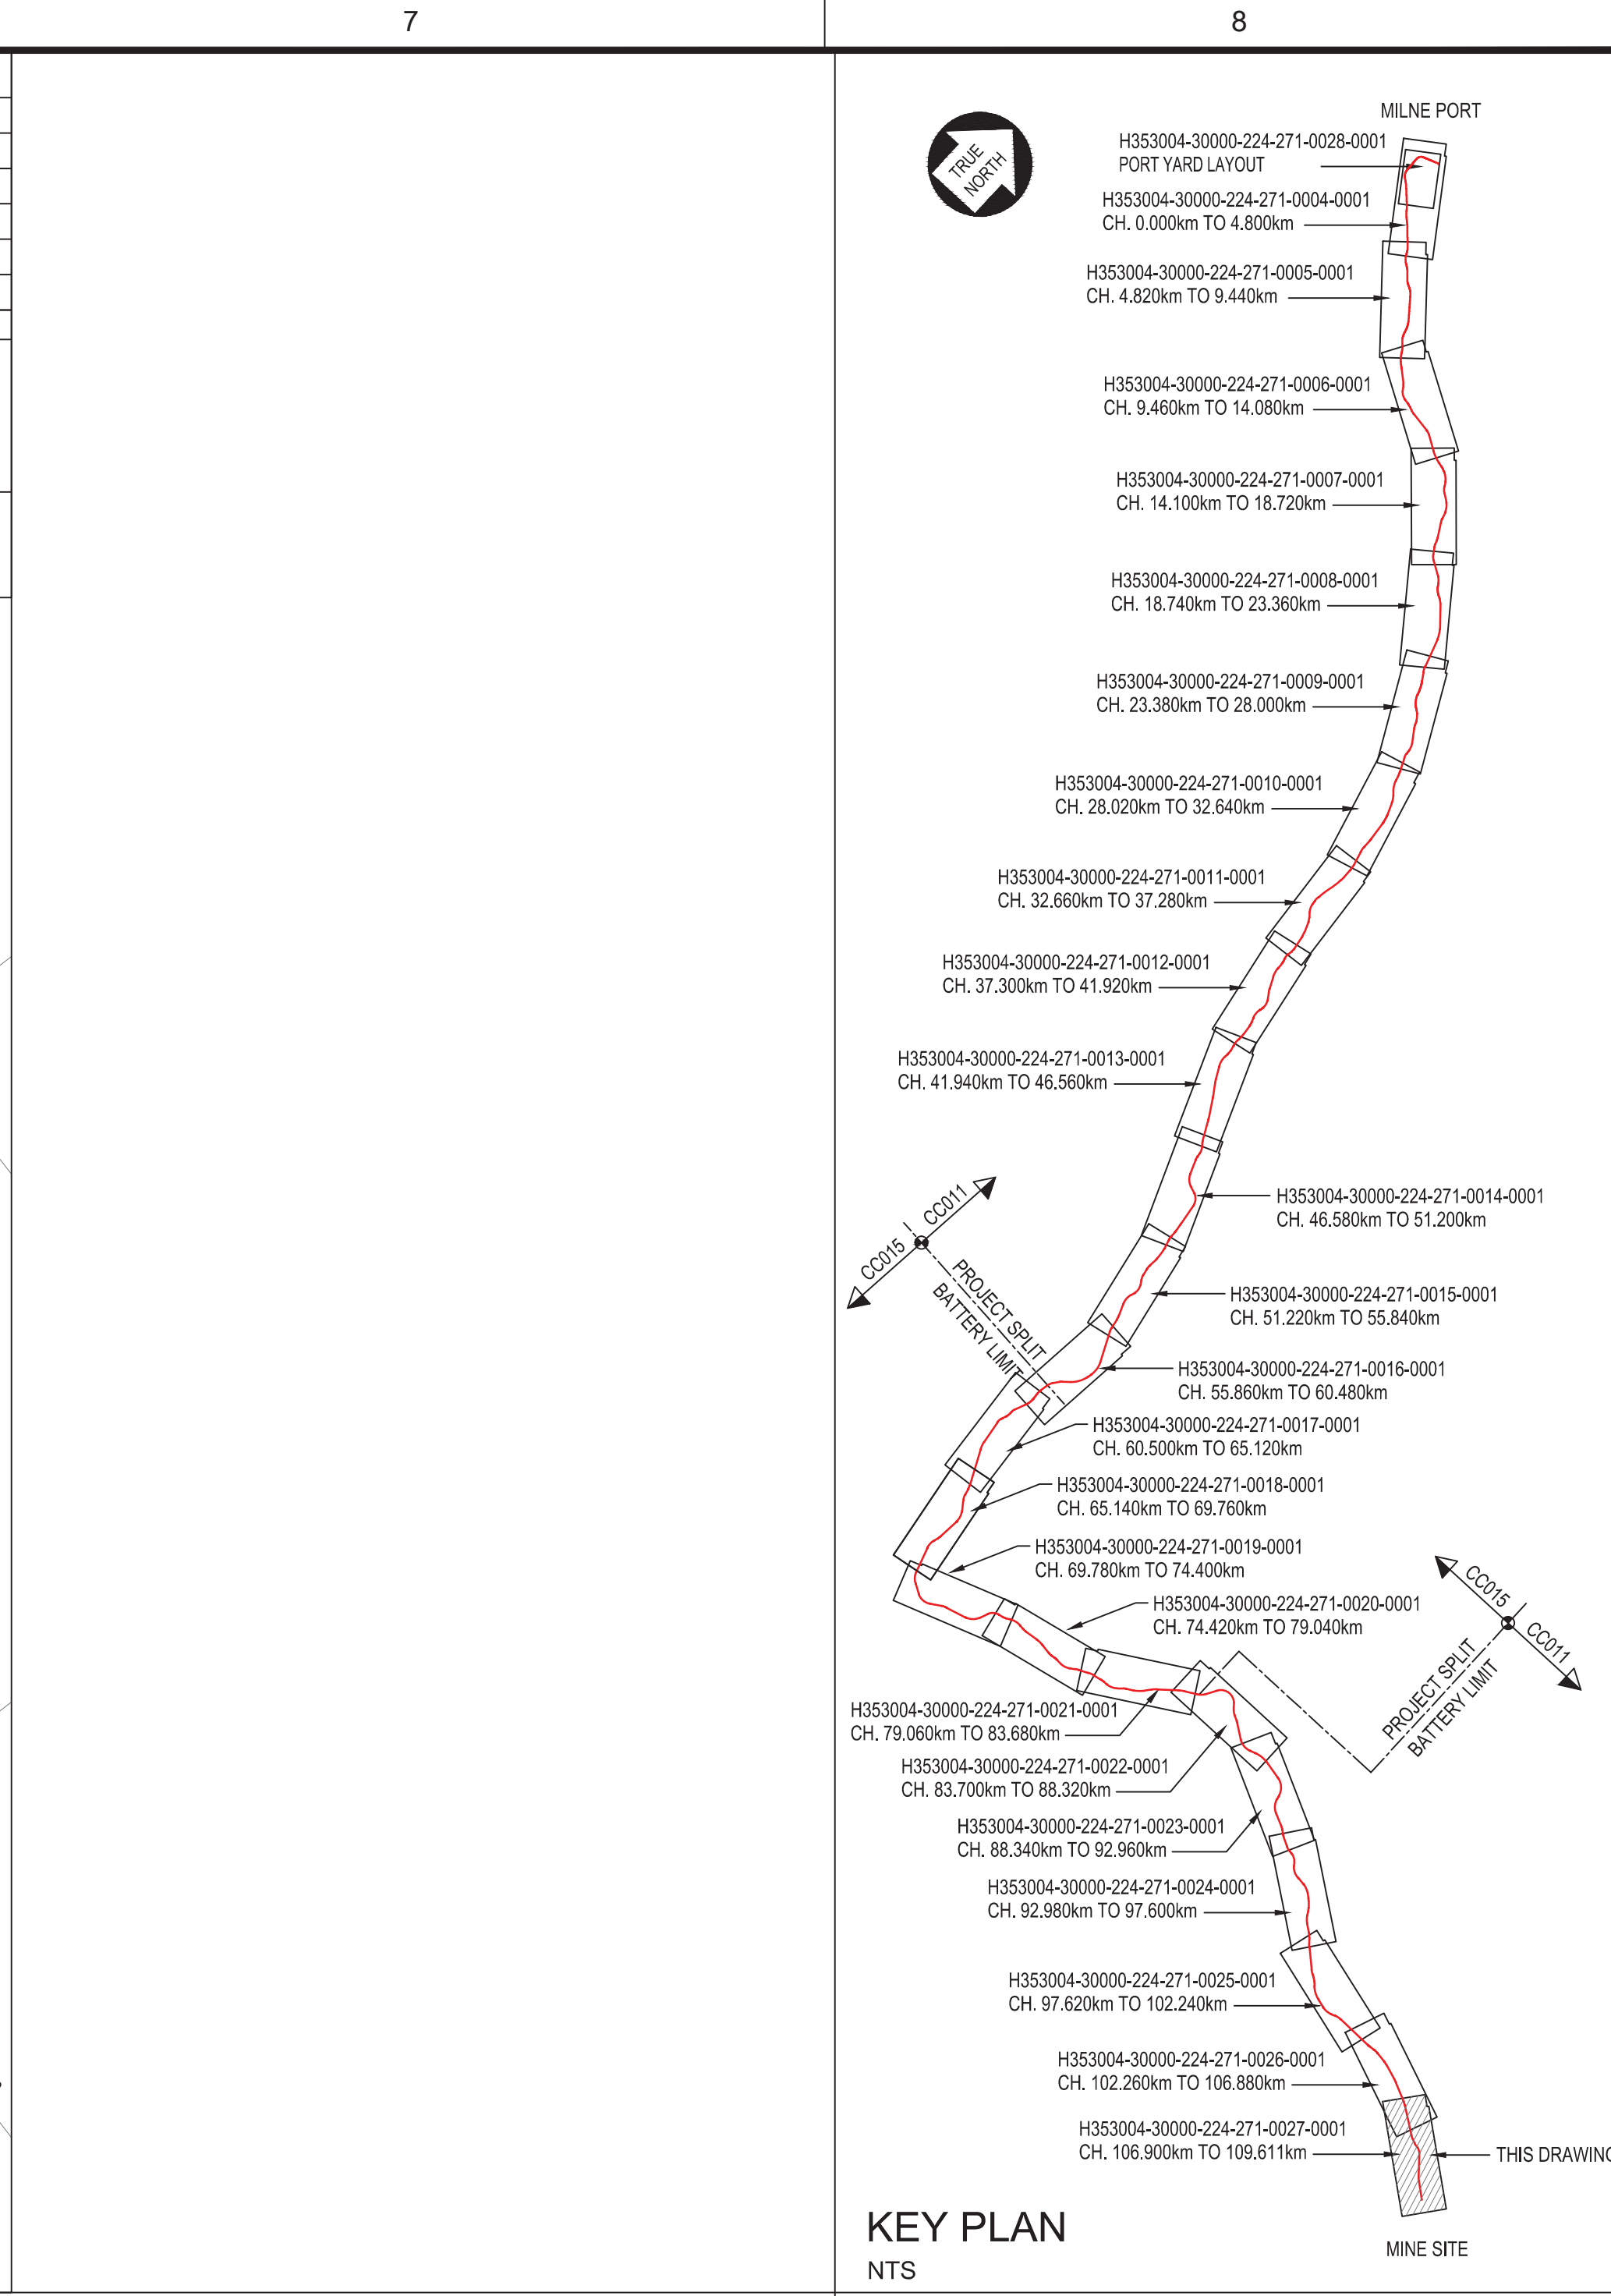 7
8
MILNE PORT
TRUE
NORTH
H353004-30000-224-271-0028-0001
PORT YARD LAYOUT
H353004-30000-224-271-0004-0001
CH. 0.000km TO 4.800km
H353004-30000-224-271-0005-0001
CH. 4.820km TO 9.440km
H353004-30000-224-271-0006-0001
CH. 9.460km TO 14.080km
H353004-30000-224-271-0007-0001
CH. 14.100km TO 18.720km
H353004-30000-224-271-0008-0001
CH. 18.740km TO 23.360km
H353004-30000-224-271-0009-0001
CH. 23.380km TO 28.000km
H353004-30000-224-271-0010-0001
CH. 28.020km TO 32.640km
H353004-30000-224-271-0011-0001
CH. 32.660km TO 37.280km
H353004-30000-224-271-0012-0001
CH. 37.300km TO 41.920km
H353004-30000-224-271-0013-0001
CH. 41.940km TO 46.560km
H353004-30000-224-271-0014-0001
CH. 46.580km TO 51.200km
CC011
CC015
PROJECT SPLIT
BATTERY LIMIT
H353004-30000-224-271-0015-0001
CH. 51.220km TO 55.840km
H353004-30000-224-271-0016-0001
CH. 55.860km TO 60.480km
H353004-30000-224-271-0017-0001
CH. 60.500km TO 65.120km
H353004-30000-224-271-0018-0001
CH. 65.140km TO 69.760km
H353004-30000-224-271-0019-0001
CH. 69.780km TO 74.400km
H353004-30000-224-271-0020-0001
CH. 74.420km TO 79.040km
CC015
CC011
PROJECT SPLIT
BATTERY LIMIT
H353004-30000-224-271-0021-0001
CH. 79.060km TO 83.680km
H353004-30000-224-271-0022-0001
CH. 83.700km TO 88.320km
H353004-30000-224-271-0023-0001
CH. 88.340km TO 92.960km
H353004-30000-224-271-0024-0001
CH. 92.980km TO 97.600km
H353004-30000-224-271-0025-0001
CH. 97.620km TO 102.240km
H353004-30000-224-271-0026-0001
CH. 102.260km TO 106.880km
H353004-30000-224-271-0027-0001
CH. 106.900km TO 109.611km
THIS DRAWING
KEY PLAN
NTS
MINE SITE